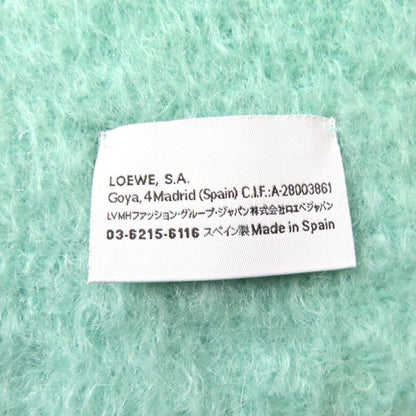 LOEWE, S.A.
Goya, 4 Madrid (Spain) C.I.F.:A-28003861
LVMHファッション・グループ・ジャパン株式会社ロエベジャパン
03-6215-6116 スペイン製 Made in Spain